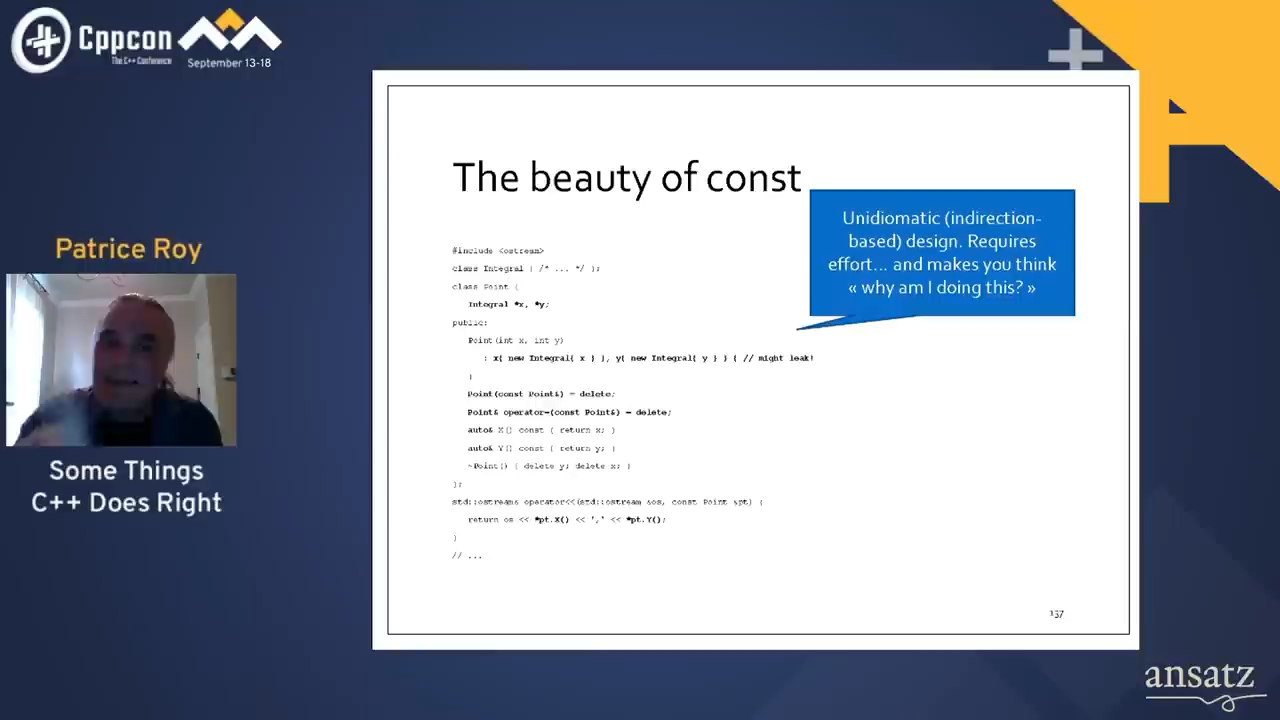 Cppcon
The C++ Conference
September 13-18
Patrice Roy
Some Things
C++ Does Right
The beauty of const
Unidiomatic (indirection-
based) design. Requires
effort... and makes you think
« why am I doing this? »
#include <ostream>
class Integral { /* ... */ };
class Point {
Integral *x, *y;
public:
Point(int x, int y)
: x{ new Integral{ x } }, y{ new Integral{ y } } { // might leak!
}
Point(const Point&) = delete;
Point& operator=(const Point&) = delete;
auto& X() const { return x; }
auto& Y() const { return y; }
~Point() { delete y; delete x; }
};
std::ostream& operator<<(std::ostream &os, const Point &pt) {
return os << *pt.X() << ',' << *pt.Y();
}
// ...
137
ansatz